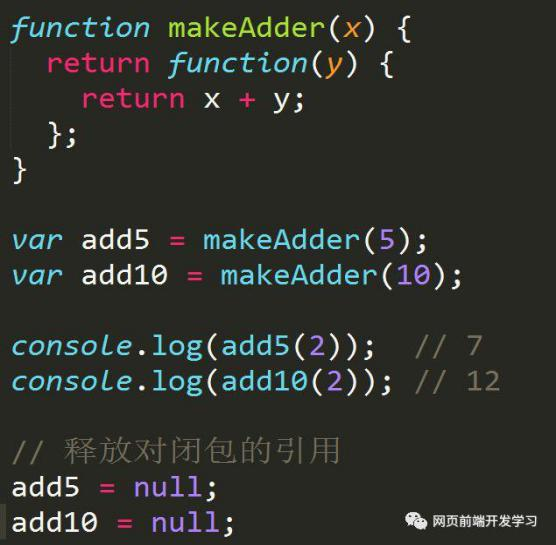 function makeAdder(x) {
  return function(y) {
    return x + y;
  };
}

var add5 = makeAdder(5);
var add10 = makeAdder(10);

console.log(add5(2));  // 7
console.log(add10(2)); // 12

// 释放对闭包的引用
add5 = null;
add10 = null;
网页前端开发学习